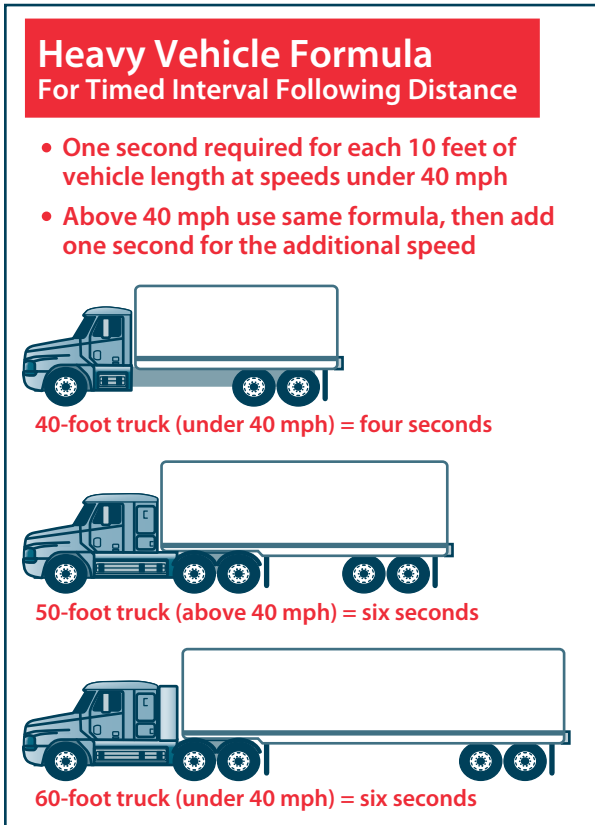 Heavy Vehicle Formula
For Timed Interval Following Distance
• One second required for each 10 feet of
vehicle length at speeds under 40 mph
• Above 40 mph use same formula, then add
one second for the additional speed
40-foot truck (under 40 mph) = four seconds
50-foot truck (above 40 mph) = six seconds
60-foot truck (under 40 mph) = six seconds